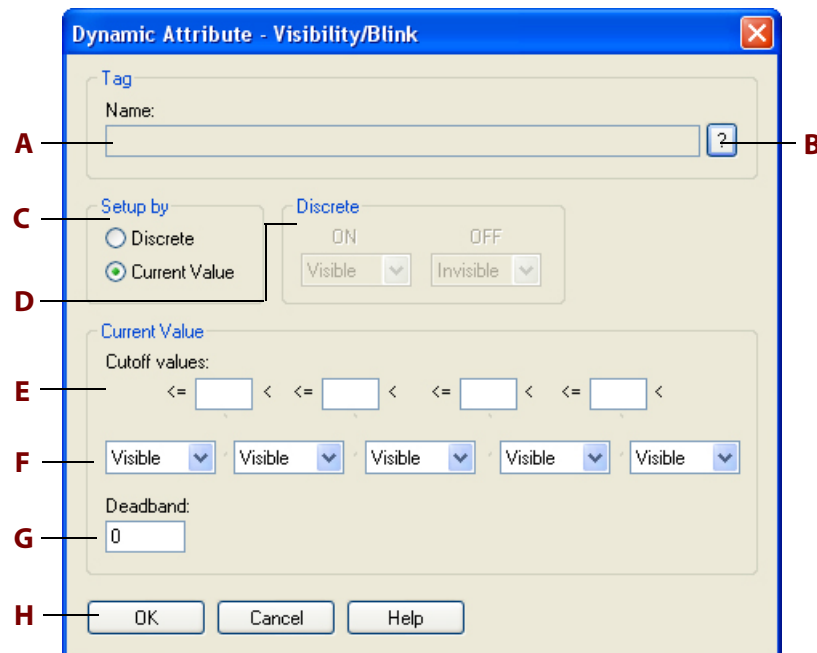 Dynamic Attribute - Visibility/Blink
Tag
Name:
A
?
B
C
Setup by
Discrete
Discrete
ON
OFF
Current Value
Visible
Invisible
D
Current Value
Cutoff values:
E
<= < <= < <= < <= <
F
Visible Visible Visible Visible Visible
Deadband:
G
0
H
OK
Cancel
Help